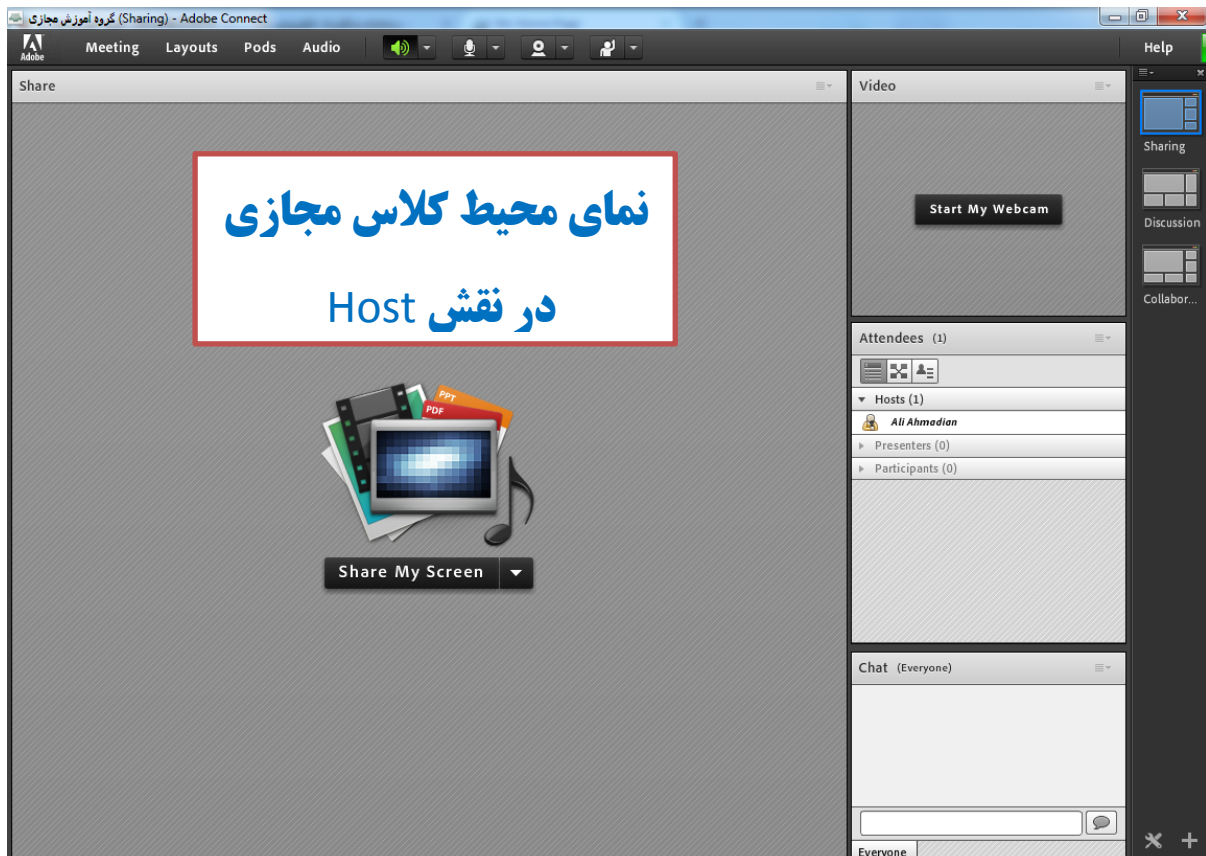 گروه آموزش مجازی (Sharing) - Adobe Connect
Adobe Meeting Layouts Pods Audio Help
Share
نمای محیط کلاس مجازی
در نقش Host
PPT
PDF
Share My Screen
Video
Start My Webcam
Attendees (1)
Hosts (1)
Ali Ahmadian
Presenters (0)
Participants (0)
Chat (Everyone)
Everyone
Sharing
Discussion
Collabor...